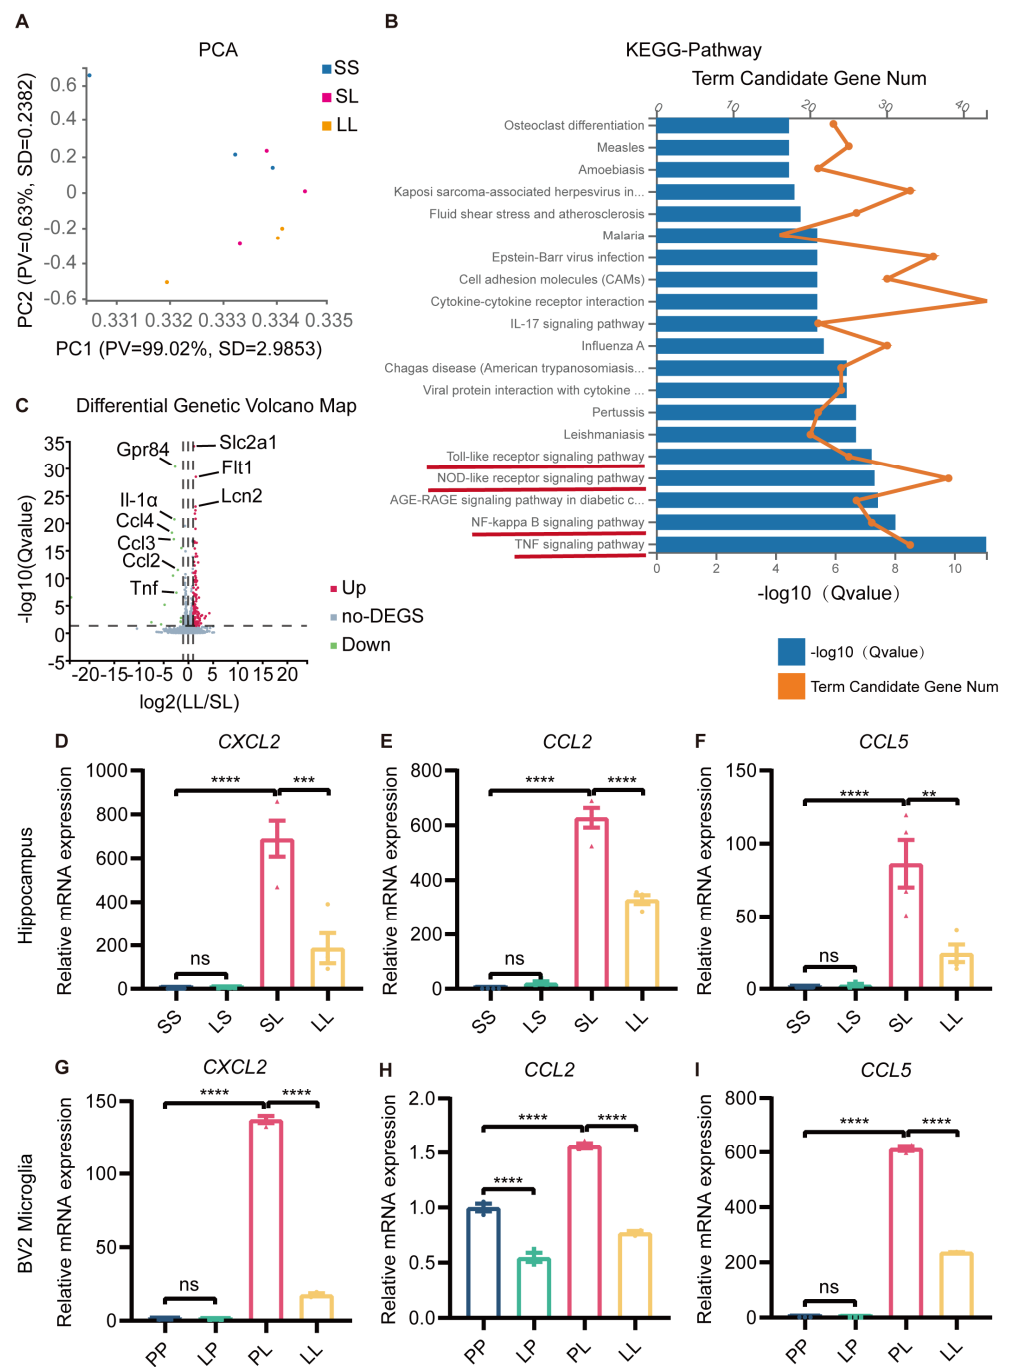 A
PCA
PC2 (PV=0.63%, SD=0.2382)
0.6
0.4
0.2
0
-0.2
-0.4
-0.6
0.331 0.332 0.333 0.334 0.335
PC1 (PV=99.02%, SD=2.9853)
SS
SL
LL
B
KEGG-Pathway
Term Candidate Gene Num
0 10 20 30 40
Osteoclast differentiation
Measles
Amoebiasis
Kaposi sarcoma-associated herpesvirus in...
Fluid shear stress and atherosclerosis
Malaria
Epstein-Barr virus infection
Cell adhesion molecules (CAMs)
Cytokine-cytokine receptor interaction
IL-17 signaling pathway
Influenza A
Chagas disease (American trypanosomiasis...
Viral protein interaction with cytokine ...
Pertussis
Leishmaniasis
Toll-like receptor signaling pathway
NOD-like receptor signaling pathway
AGE-RAGE signaling pathway in diabetic c...
NF-kappa B signaling pathway
TNF signaling pathway
0 2 4 6 8 10
-log10（Qvalue）
-log10（Qvalue）
Term Candidate Gene Num
C
Differential Genetic Volcano Map
-log10(Qvalue)
35
30
25
20
15
10
5
0
-5
-20 -15 -10 -5 0 5 10 15 20
log2(LL/SL)
Gpr84
Il-1α
Ccl4
Ccl3
Ccl2
Tnf
Slc2a1
Flt1
Lcn2
Up
no-DEGS
Down
Hippocampus
D
CXCL2
Relative mRNA expression
1000
800
600
400
200
0
ns
****
***
SS LS SL LL
E
CCL2
Relative mRNA expression
800
600
400
200
0
ns
****
****
SS LS SL LL
F
CCL5
Relative mRNA expression
150
100
50
0
ns
****
**
SS LS SL LL
BV2 Microglia
G
CXCL2
Relative mRNA expression
150
100
50
0
ns
****
****
PP LP PL LL
H
CCL2
Relative mRNA expression
2.0
1.5
1.0
0.5
0.0
****
****
****
PP LP PL LL
I
CCL5
Relative mRNA expression
800
600
400
200
0
ns
****
****
PP LP PL LL